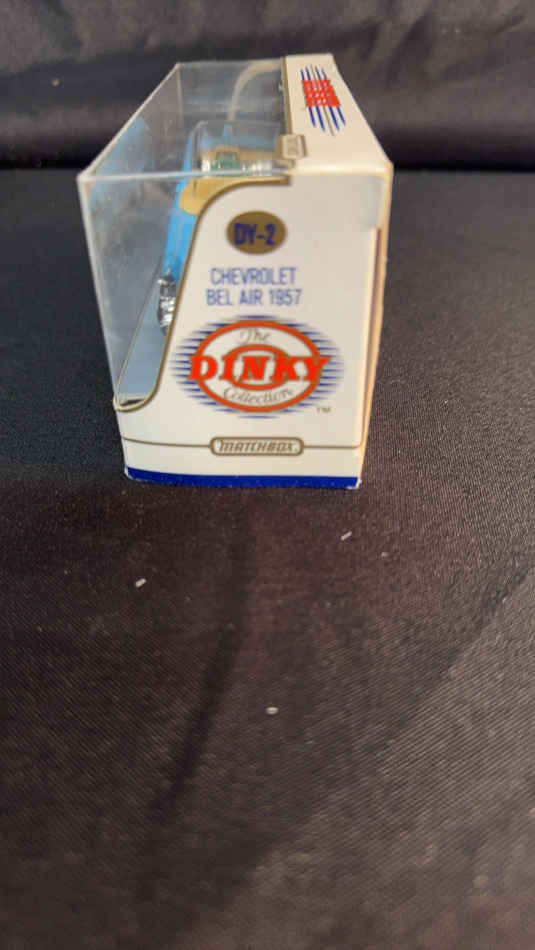 DY-2
CHEVROLET
BEL AIR 1957
The
DINKY
Collection
TM
MATCHBOX